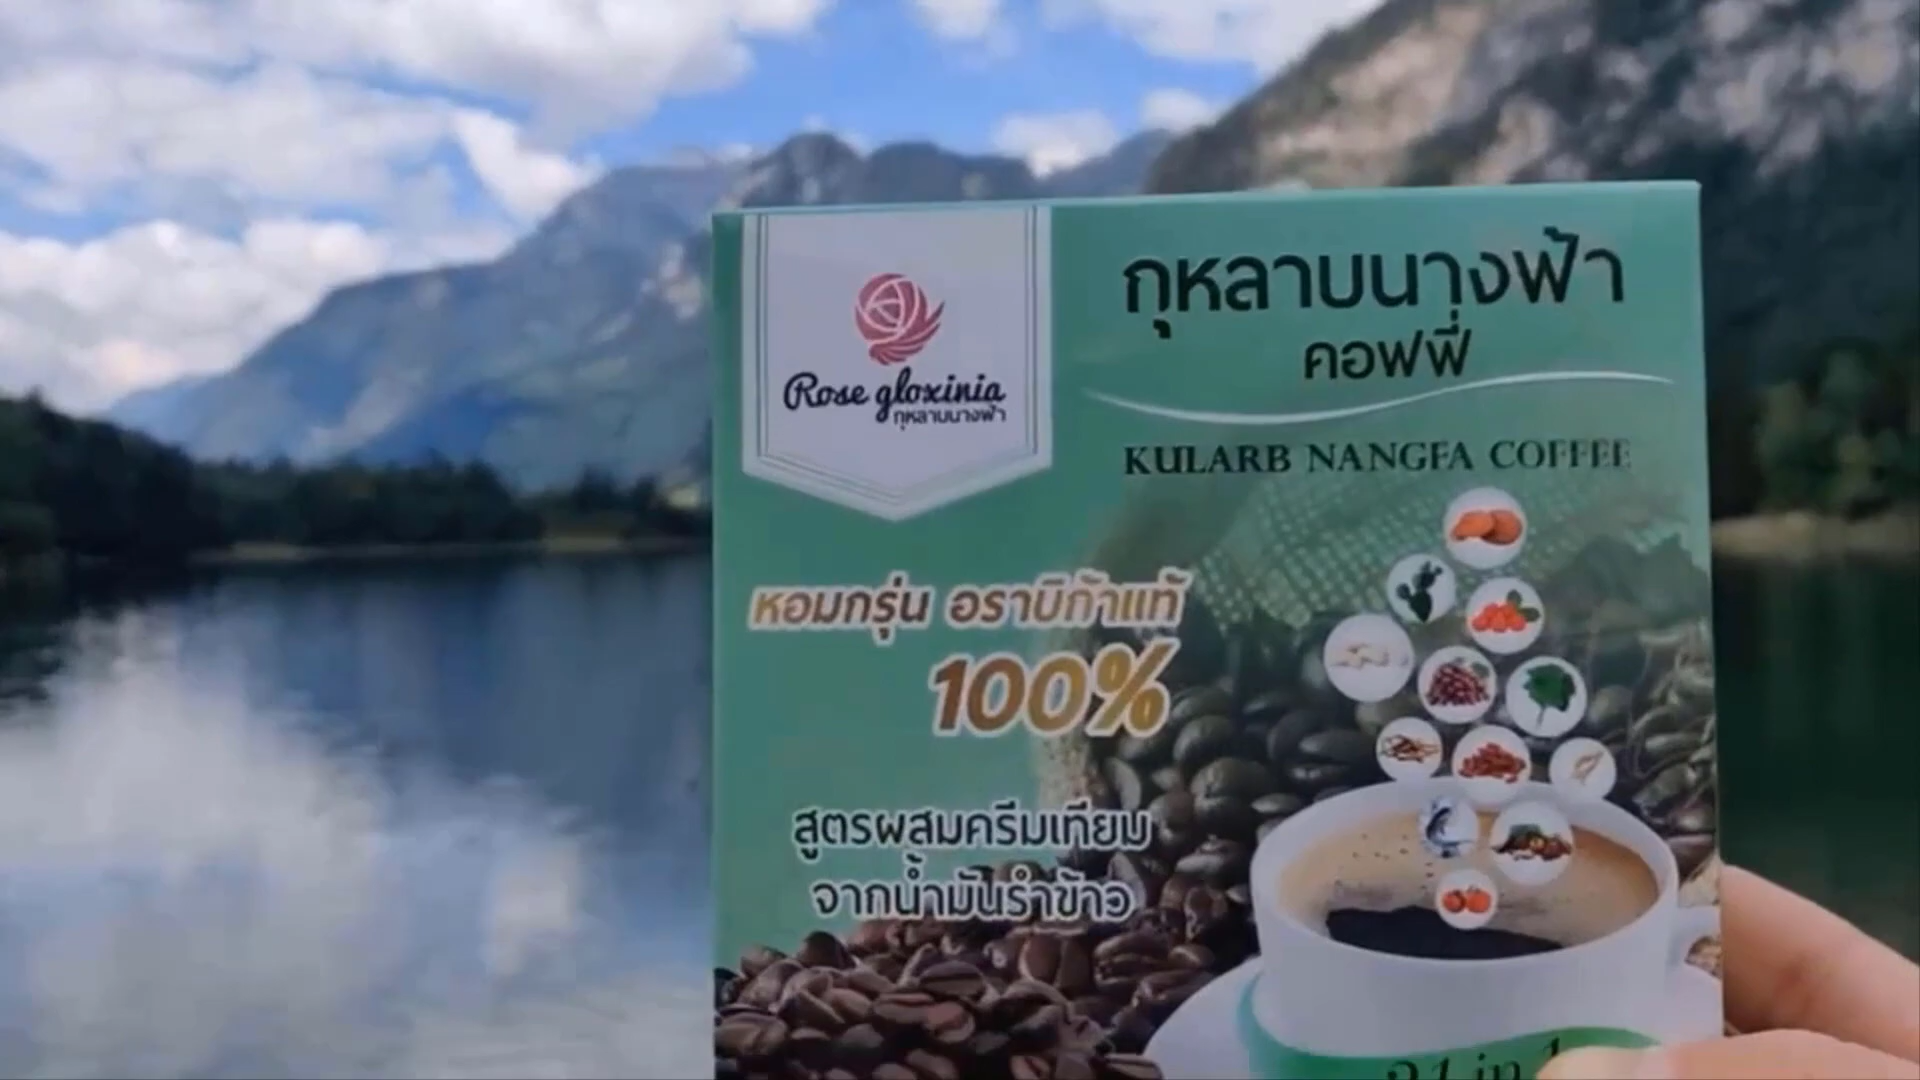 Rose gloxinia
กุหลาบนางฟ้า
กุหลาบนางฟ้า
คอฟฟี่
KULARB NANGFA COFFEE
หอมกรุ่น อราบิก้าแท้
100%
สูตรผสมครีมเทียม
จากน้ำมันรำข้าว